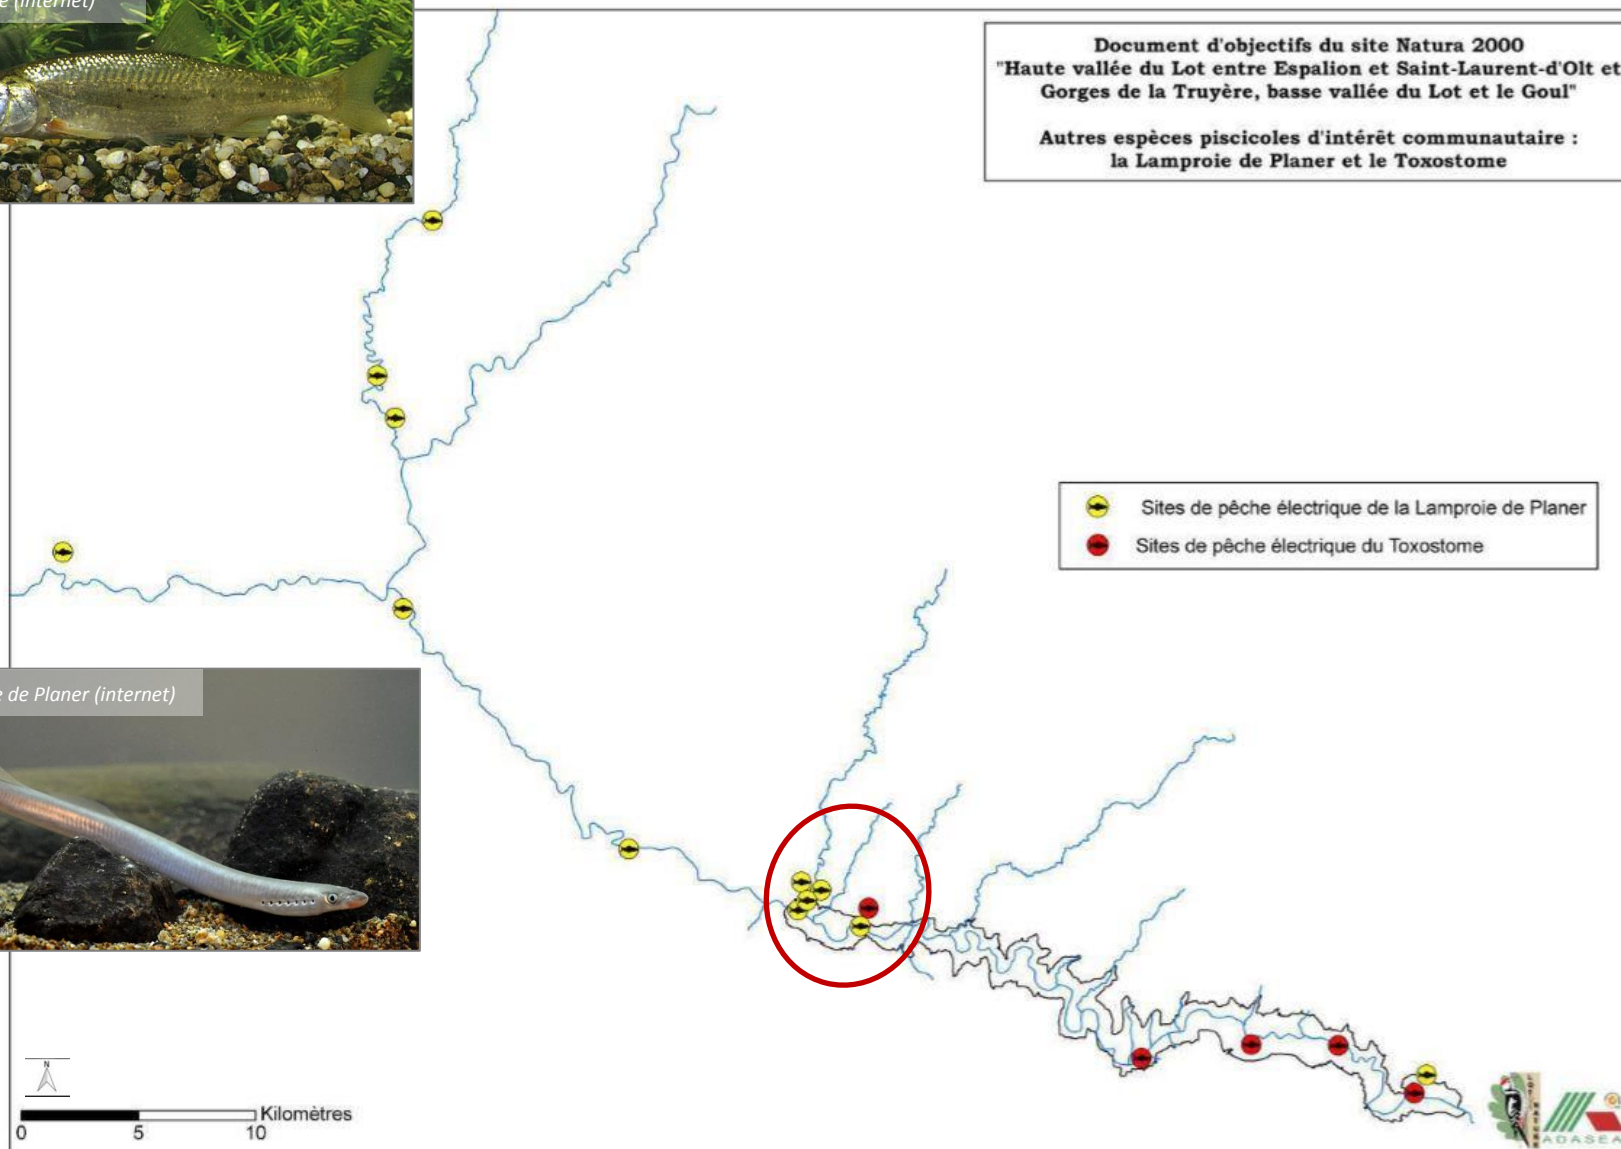 (internet)
Document d'objectifs du site Natura 2000
"Haute vallée du Lot entre Espalion et Saint-Laurent-d'Olt et
Gorges de la Truyère, basse vallée du Lot et le Goul"
Autres espèces piscicoles d'intérêt communautaire :
la Lamproie de Planer et le Toxostome
Sites de pêche électrique de la Lamproie de Planer
Sites de pêche électrique du Toxostome
de Planer (internet)
N
Kilomètres
0 5 10
ADASEA